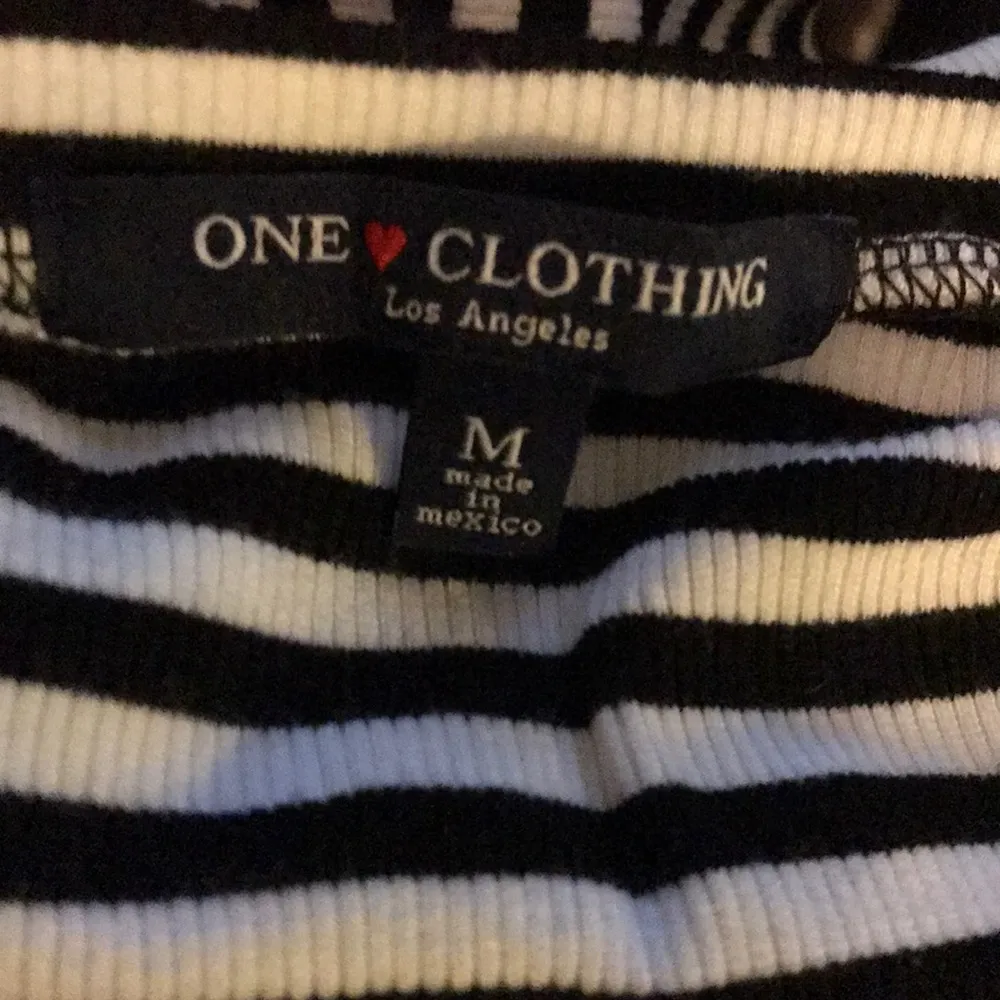 ONE ♥ CLOTHING
Los Angeles
M
made
in
mexico